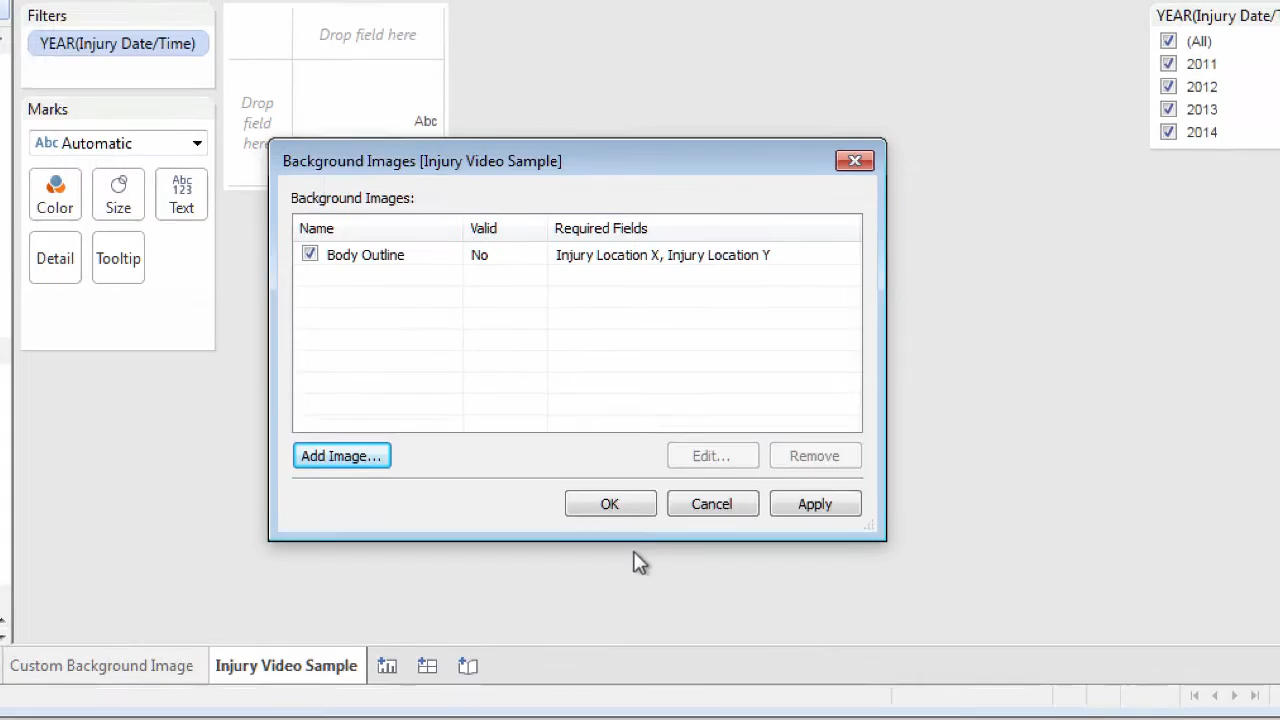 Filters
YEAR(Injury Date/Time)
Marks
Abc Automatic
Color
Size
Abc
123
Text
Detail
Tooltip
Drop field here
Drop
field
here
Abc
YEAR(Injury Date/T
(All)
2011
2012
2013
2014
Background Images [Injury Video Sample]
Background Images:
Name Valid Required Fields
Body Outline No Injury Location X, Injury Location Y
Add Image...
Edit...
Remove
OK
Cancel
Apply
Custom Background Image
Injury Video Sample